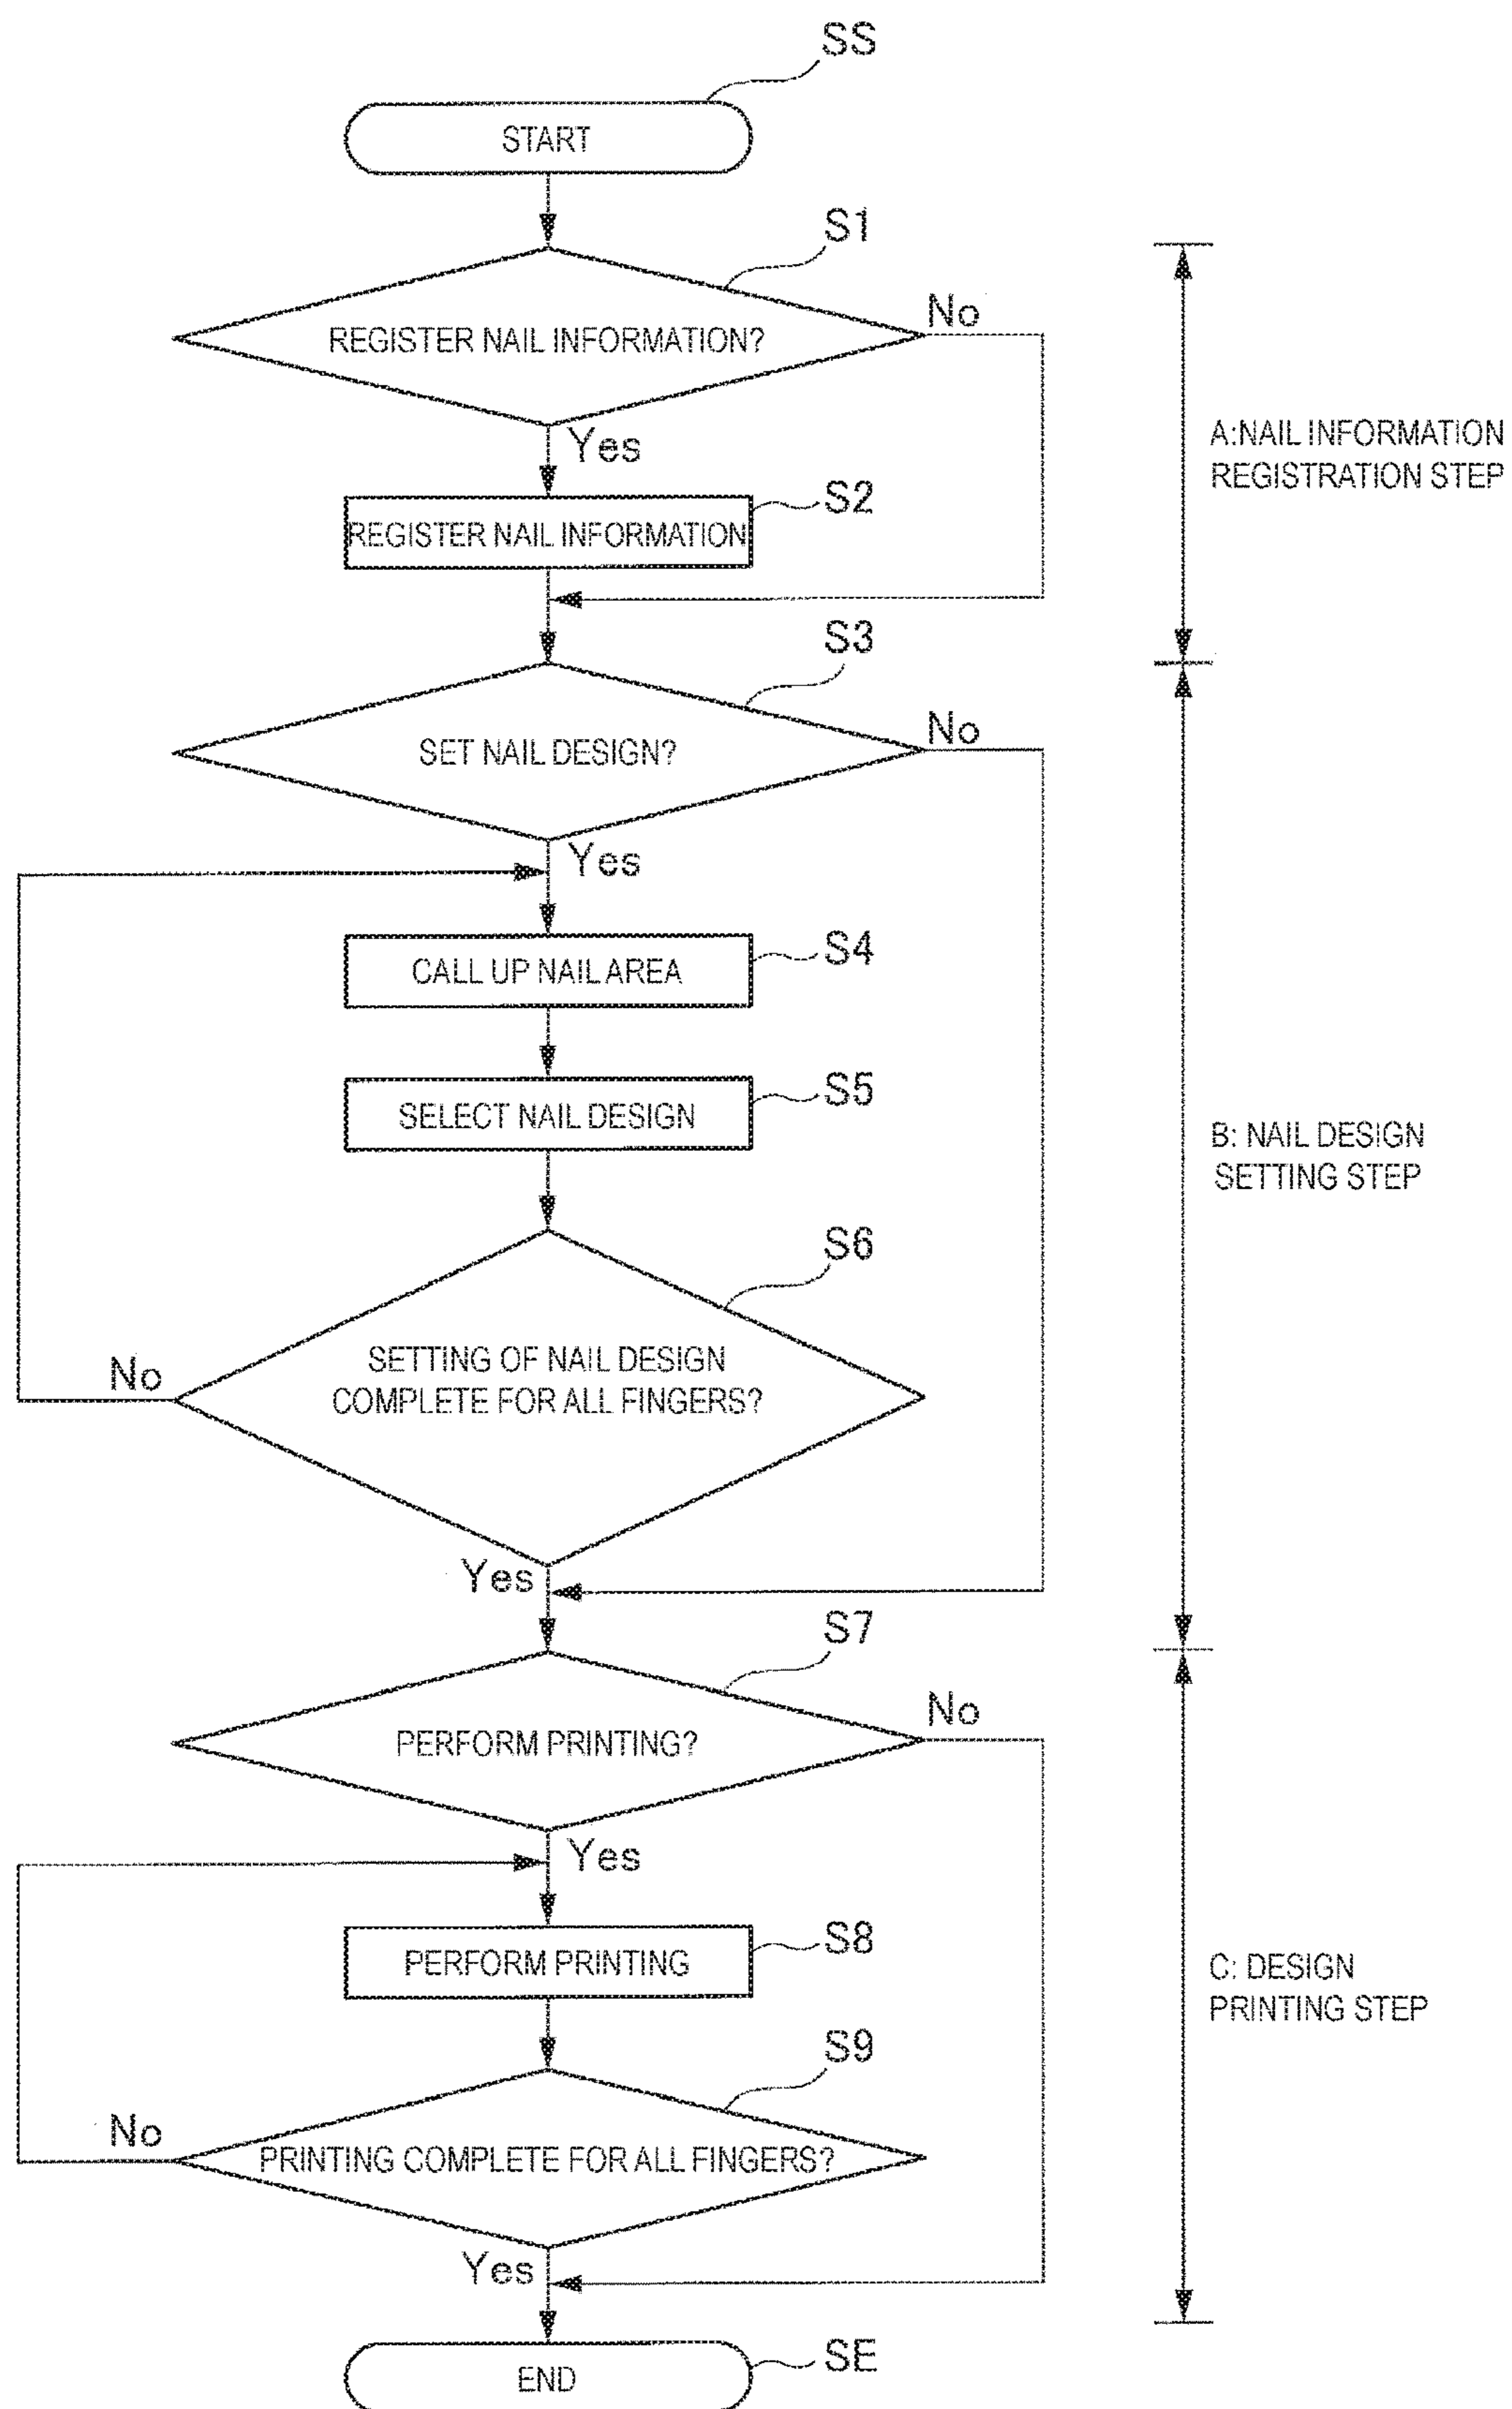 SS
START
S1
REGISTER NAIL INFORMATION?
No
Yes
A:NAIL INFORMATION
REGISTRATION STEP
S2
REGISTER NAIL INFORMATION
S3
SET NAIL DESIGN?
No
Yes
S4
CALL UP NAIL AREA
S5
SELECT NAIL DESIGN
B: NAIL DESIGN
SETTING STEP
S6
SETTING OF NAIL DESIGN
COMPLETE FOR ALL FINGERS?
No
Yes
S7
PERFORM PRINTING?
No
Yes
S8
PERFORM PRINTING
C: DESIGN
PRINTING STEP
S9
PRINTING COMPLETE FOR ALL FINGERS?
No
Yes
SE
END